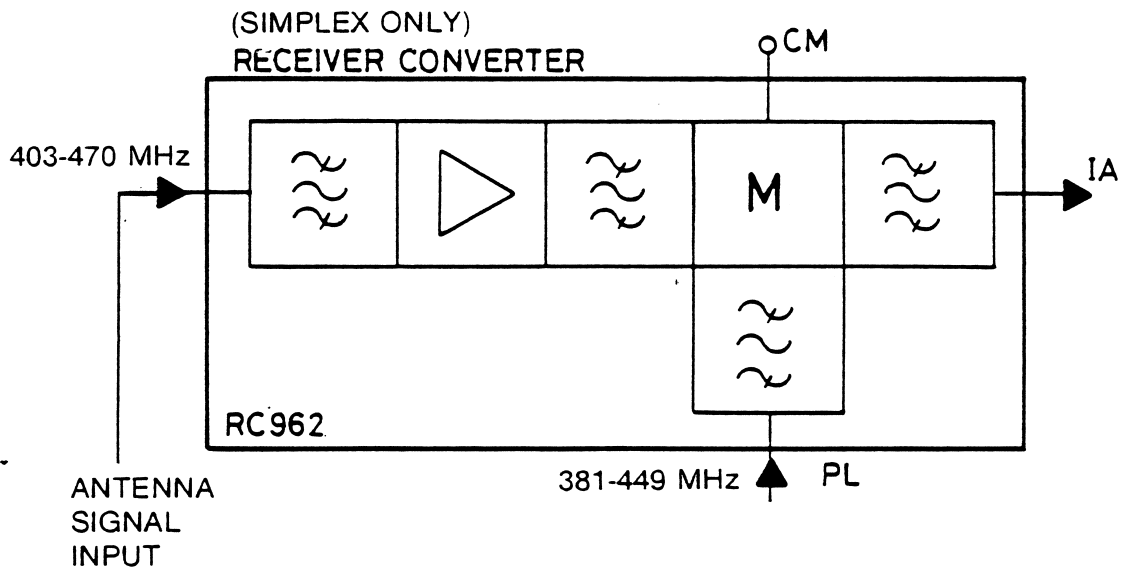 (SIMPLEX ONLY)
RECEIVER CONVERTER
CM
403-470 MHz
IA
M
RC962
381-449 MHz
PL
ANTENNA
SIGNAL
INPUT